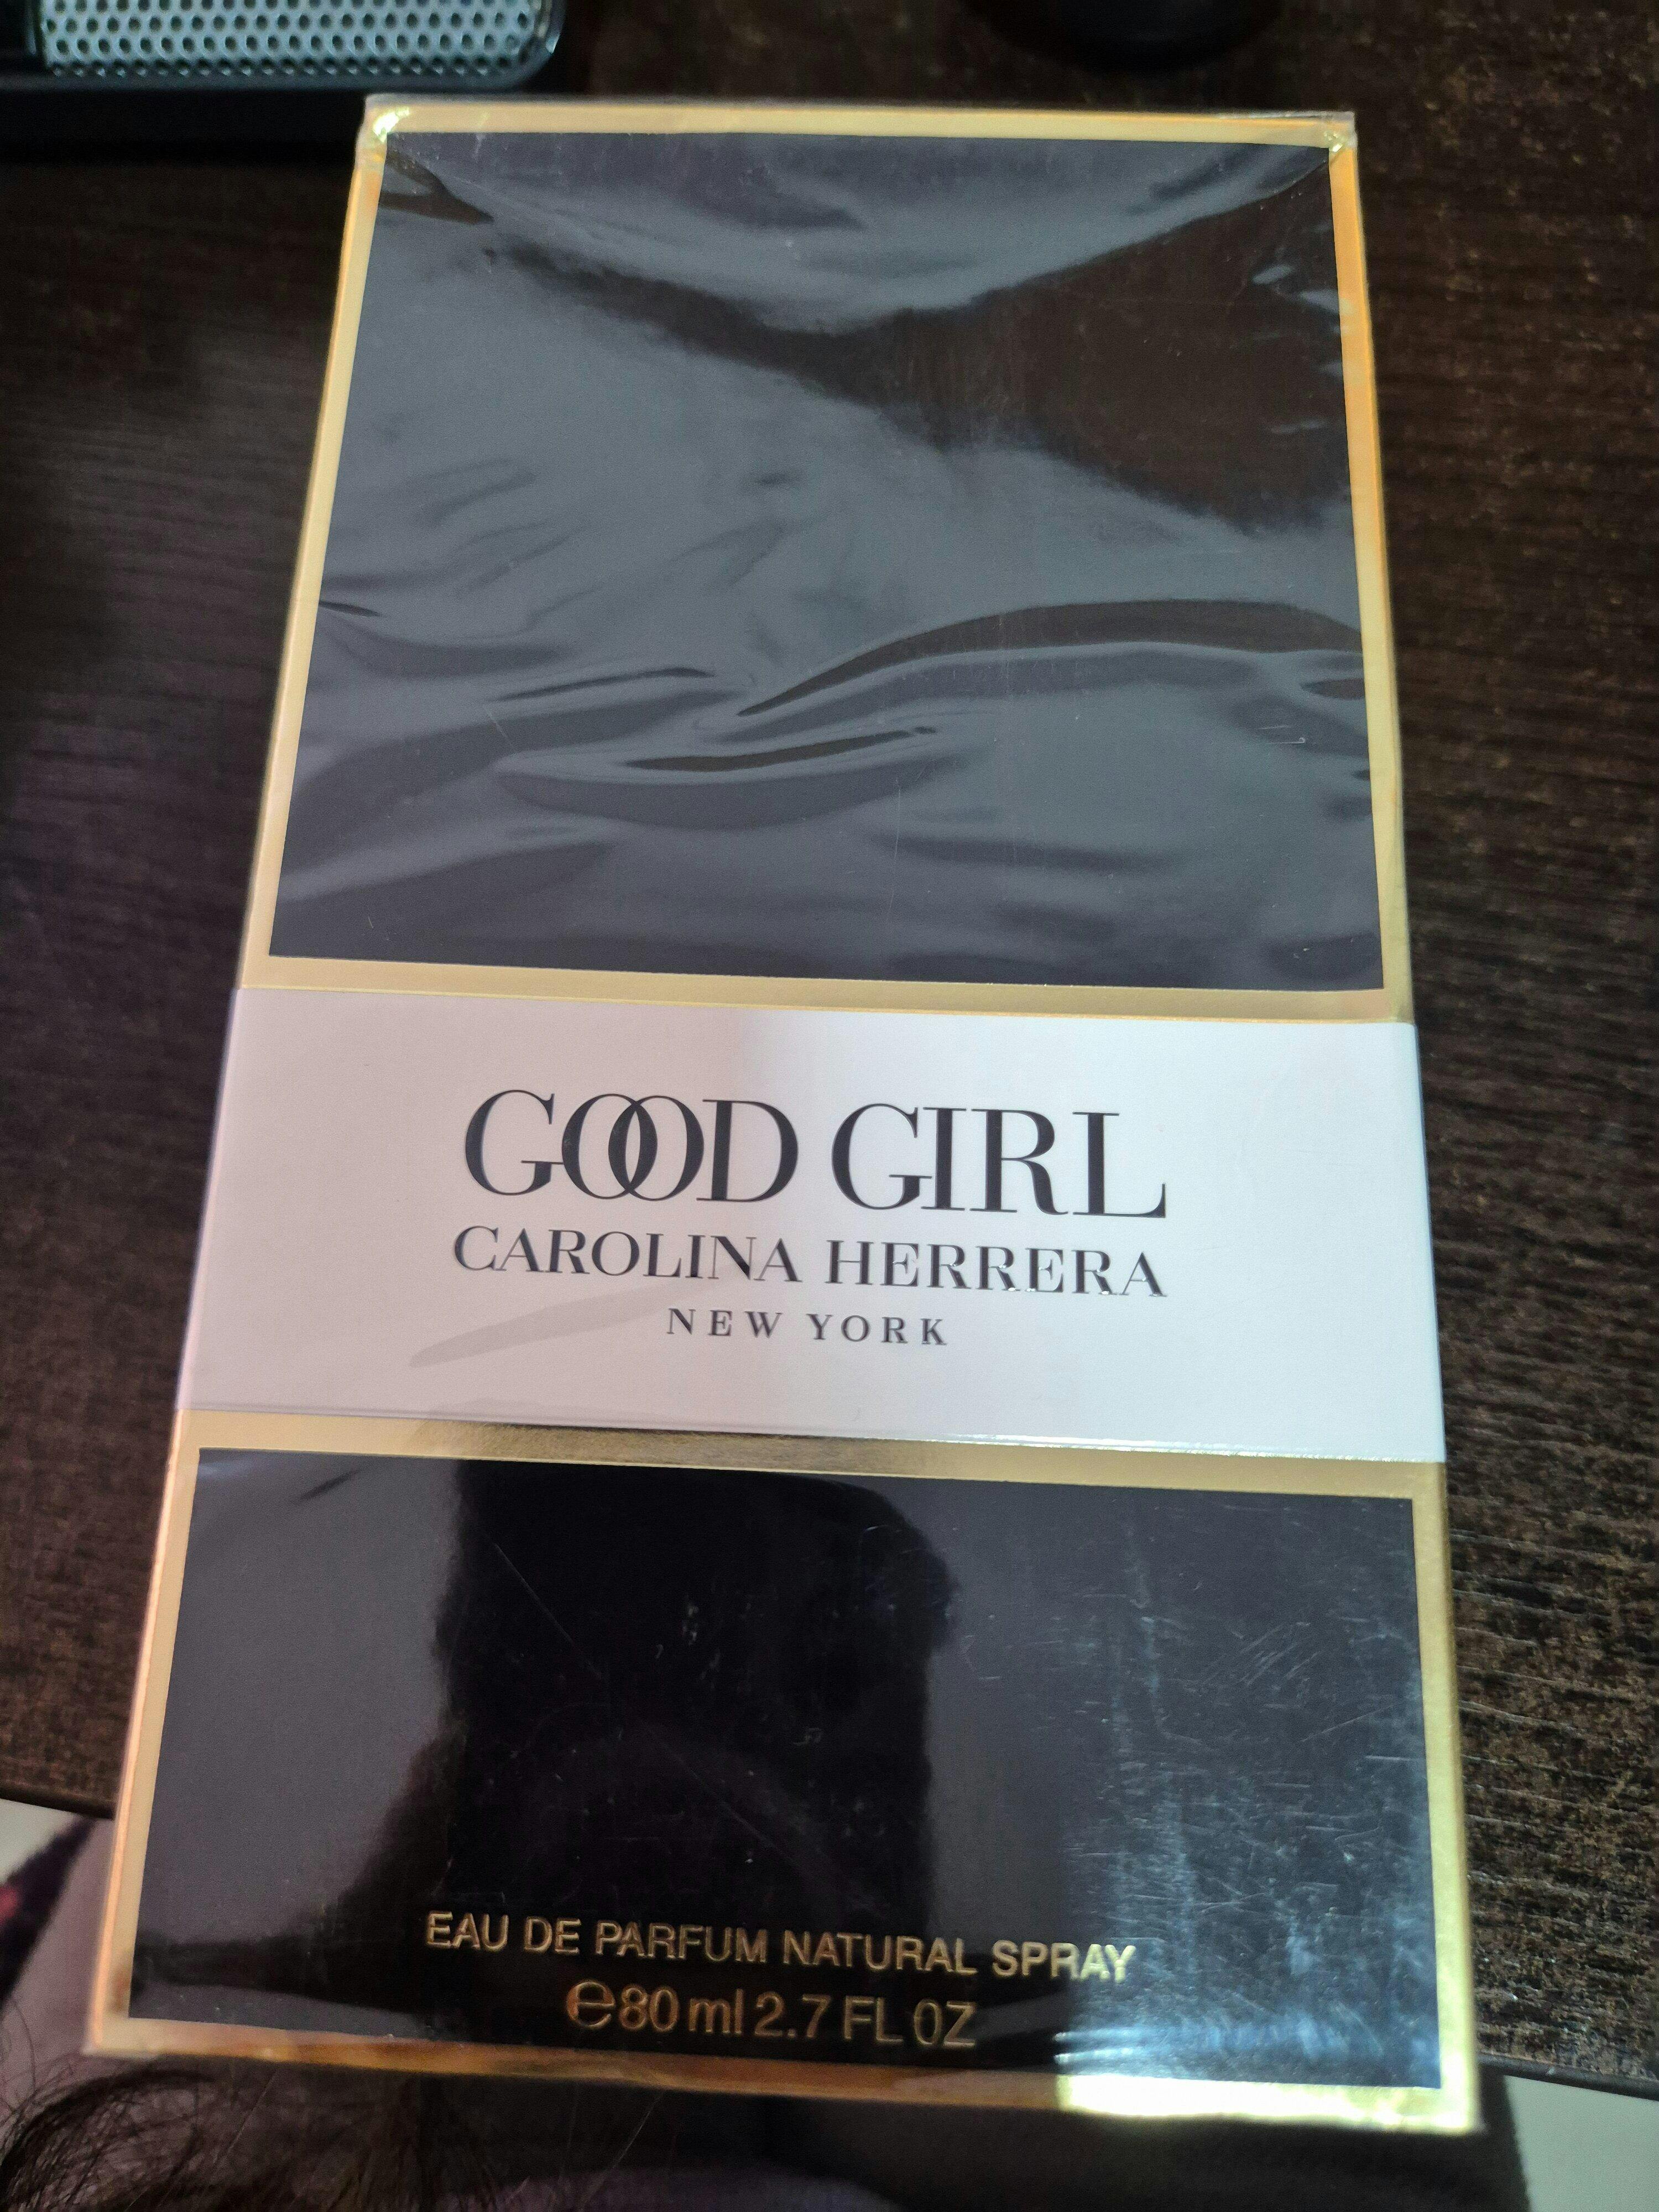 GOOD GIRL
CAROLINA HERRERA
NEW YORK
EAU DE PARFUM NATURAL SPRAY
℮80 ml 2.7 FL OZ